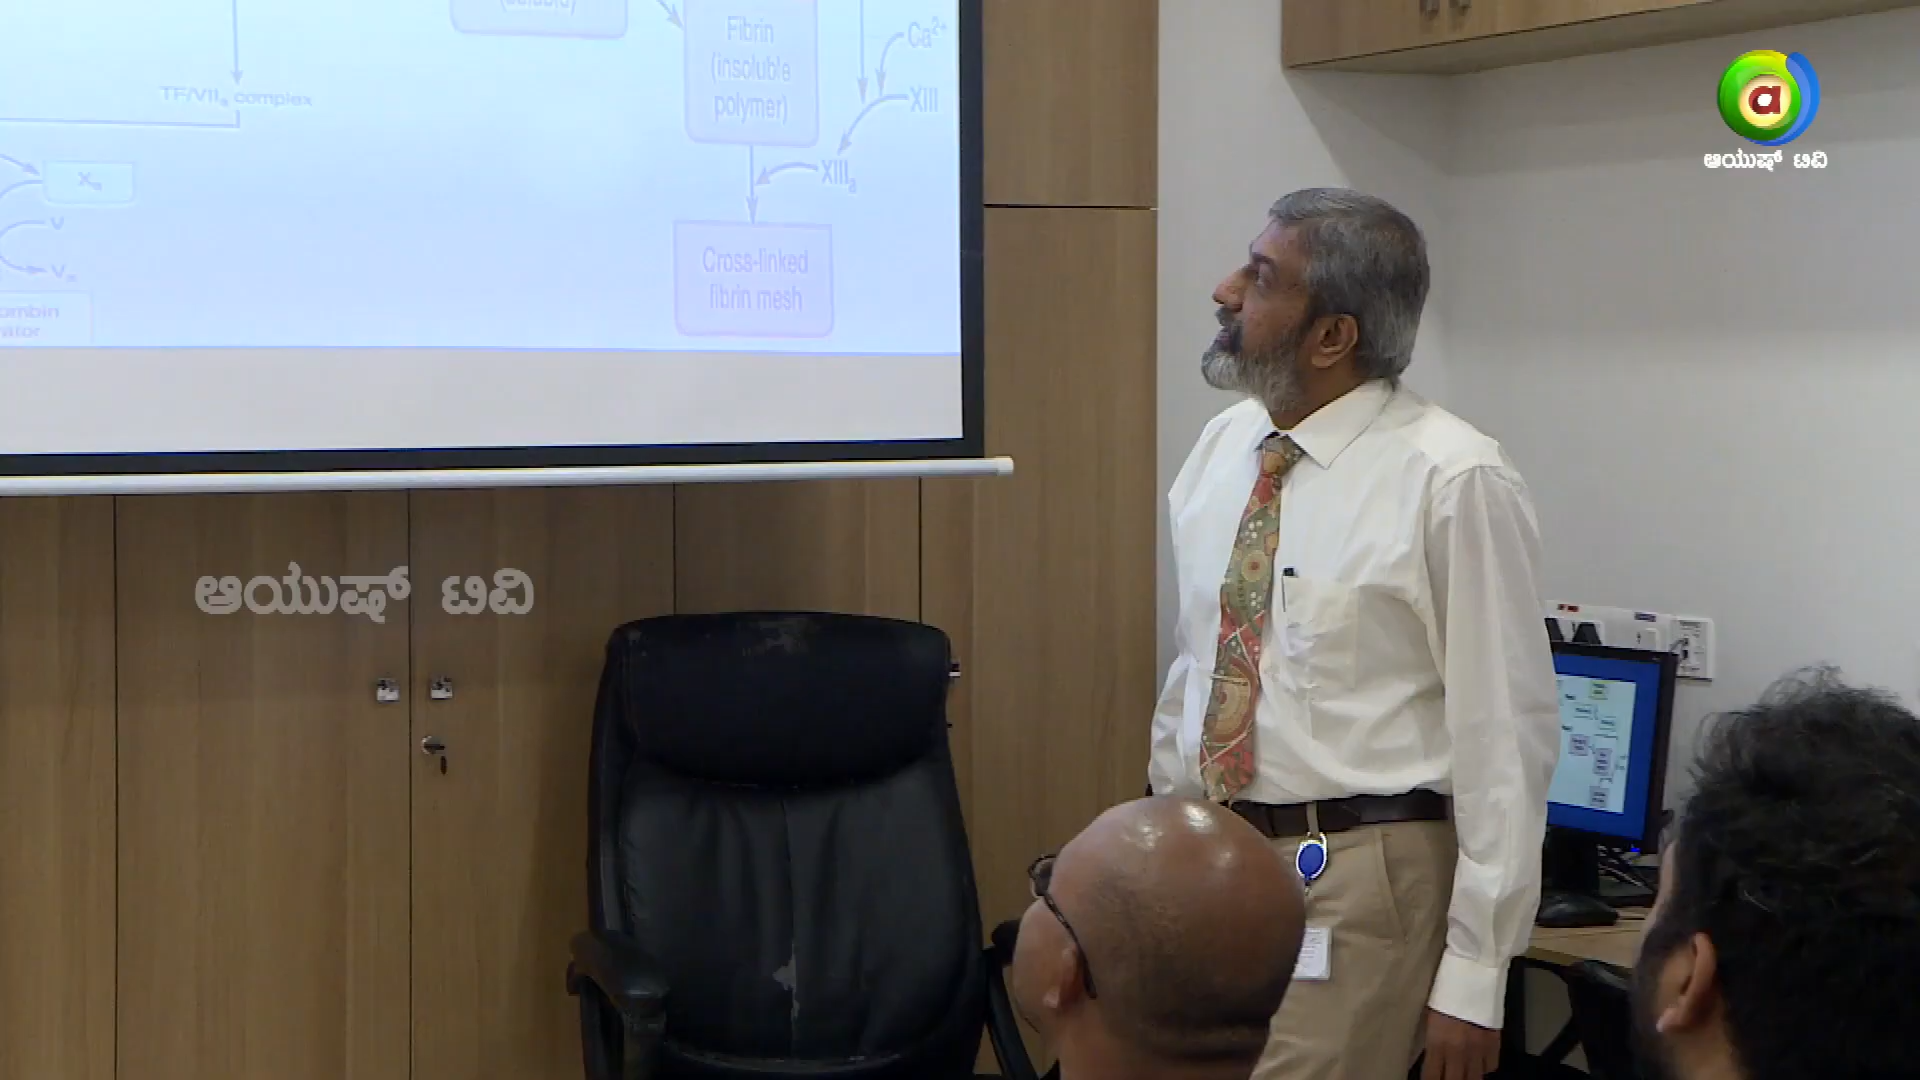 Fibrin
(insoluble
polymer)
Ca²⁺
XIII
XIIIₐ
Cross-linked
fibrin mesh
TF/VIIₐ complex
Xₐ
V
Vₐ
a
ಆಯುಷ್ ಟಿವಿ
ಆಯುಷ್ ಟಿವಿ